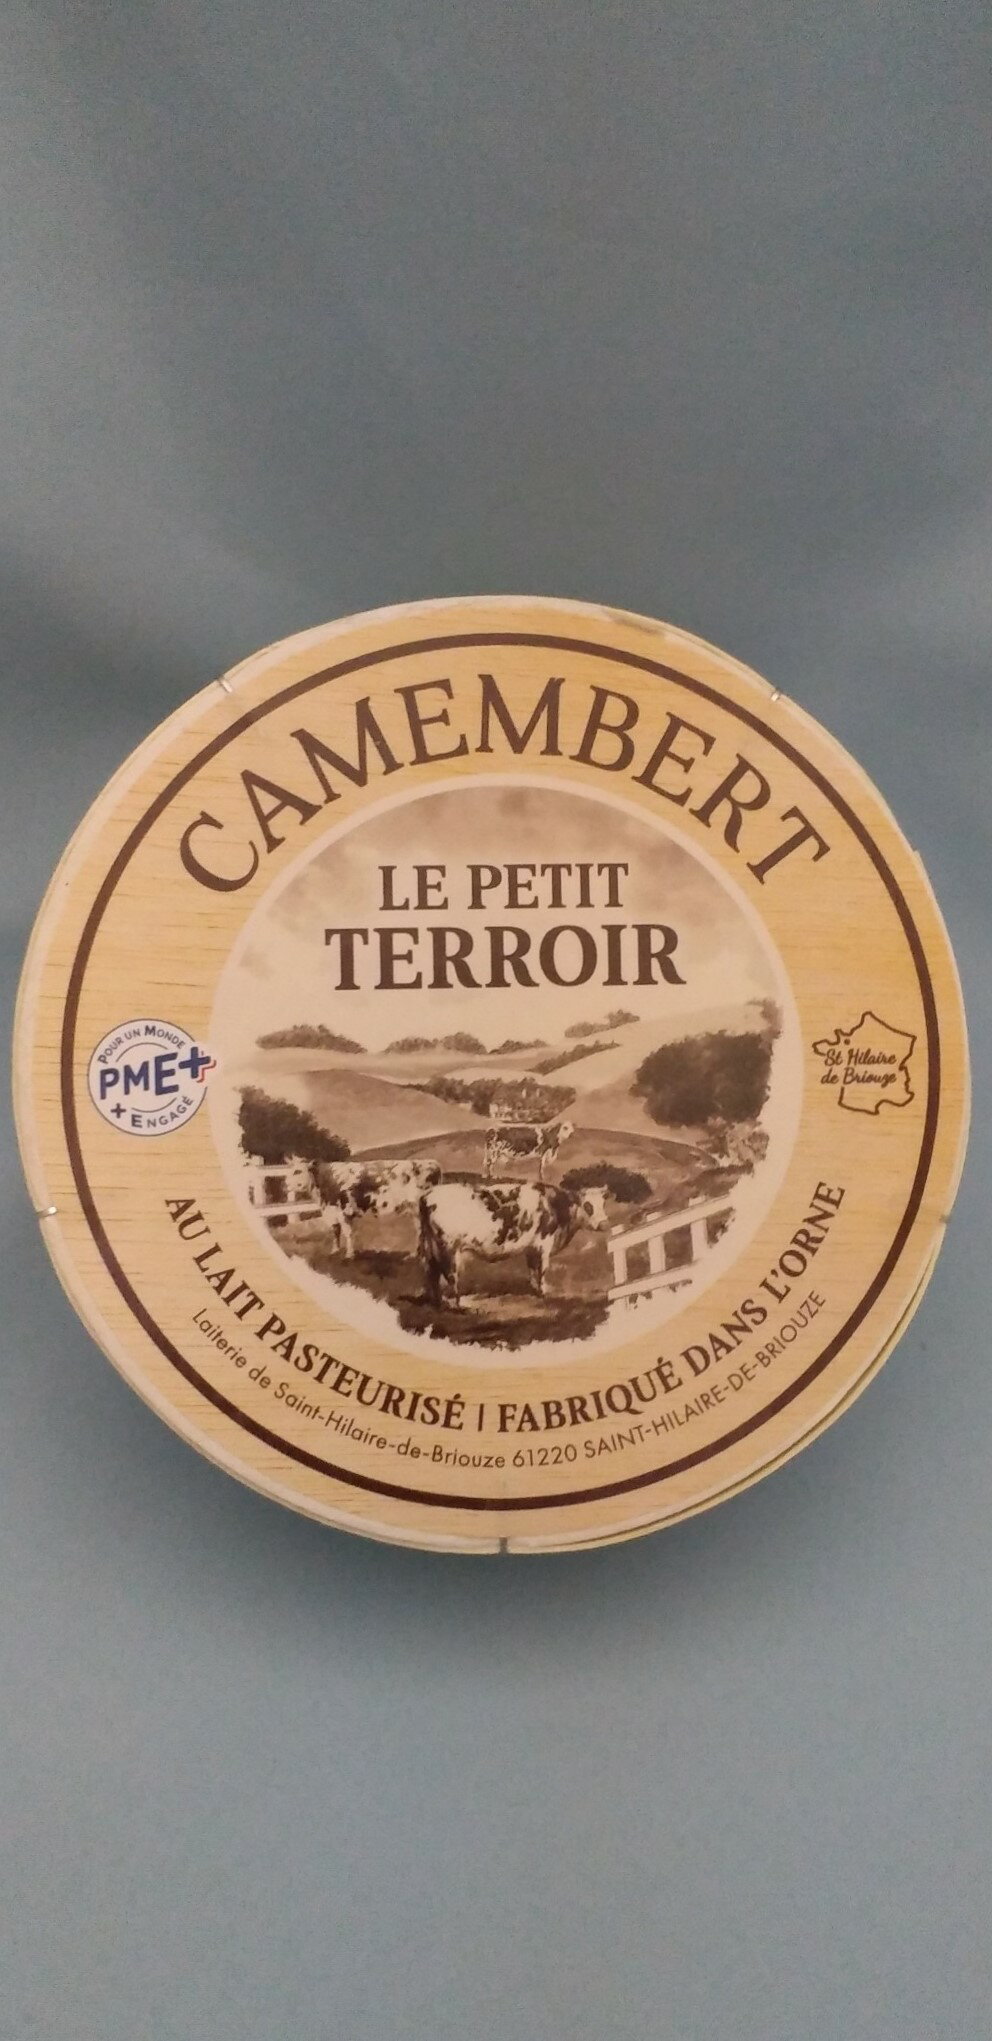 CAMEMBERT
LE PETIT
TERROIR
POUR UN MONDE
PME+
+ ENGAGÉ
St Hilaire
de Briouze
AU LAIT PASTEURISÉ | FABRIQUÉ DANS L'ORNE
Laiterie de Saint-Hilaire-de-Briouze 61220 SAINT-HILAIRE-DE-BRIOUZE